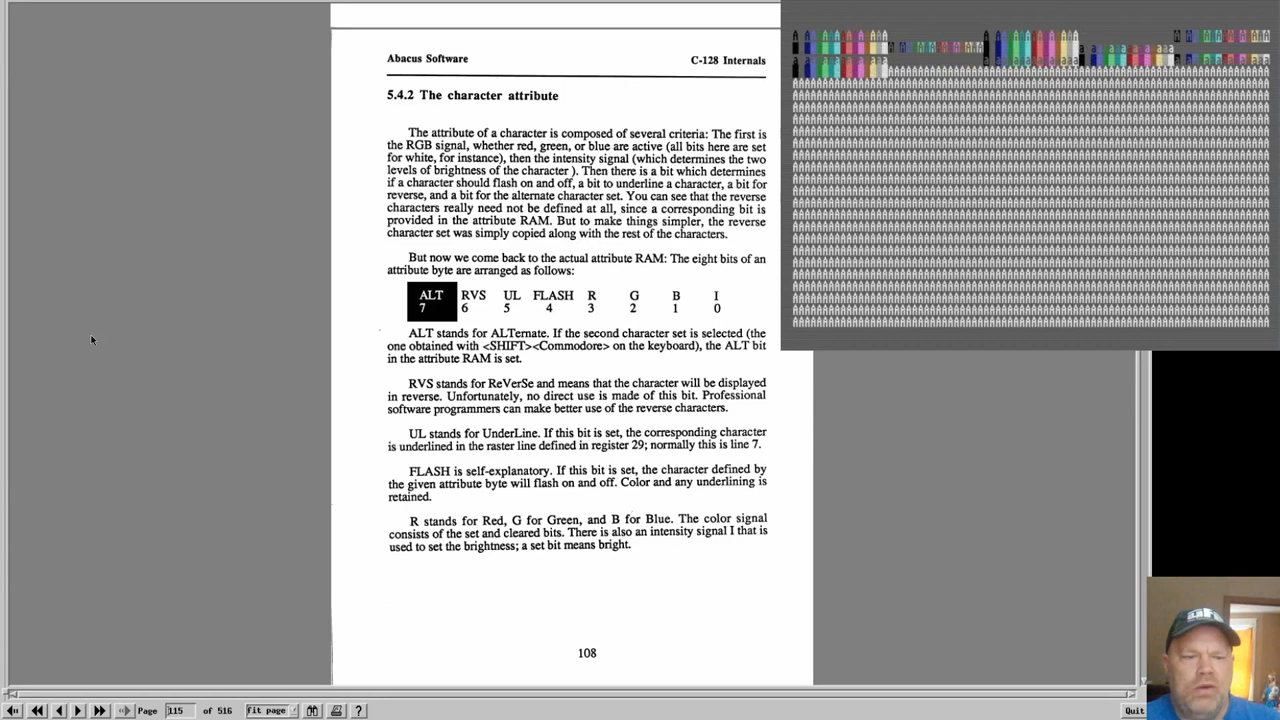 Abacus Software
C-128 Internals
5.4.2 The character attribute
The attribute of a character is composed of several criteria: The first is
the RGB signal, whether red, green, or blue are active (all bits here are set
for white, for instance), then the intensity signal (which determines the two
levels of brightness of the character ). Then there is a bit which determines
if a character should flash on and off, a bit to underline a character, a bit for
reverse, and a bit for the alternate character set. You can see that the reverse
characters really need not be defined at all, since a corresponding bit is
provided in the attribute RAM. But to make things simpler, the reverse
character set was simply copied along with the rest of the characters.
But now we come back to the actual attribute RAM: The eight bits of an
attribute byte are arranged as follows:
ALT RVS UL FLASH R G B I
7 6 5 4 3 2 1 0
ALT stands for ALTernate. If the second character set is selected (the
one obtained with <SHIFT><Commodore> on the keyboard), the ALT bit
in the attribute RAM is set.
RVS stands for ReVerSe and means that the character will be displayed
in reverse. Unfortunately, no direct use is made of this bit. Professional
software programmers can make better use of the reverse characters.
UL stands for UnderLine. If this bit is set, the corresponding character
is underlined in the raster line defined in register 29; normally this is line 7.
FLASH is self-explanatory. If this bit is set, the character defined by
the given attribute byte will flash on and off. Color and any underlining is
retained.
R stands for Red, G for Green, and B for Blue. The color signal
consists of the set and cleared bits. There is also an intensity signal I that is
used to set the brightness; a set bit means bright.
108
Page 115 of 516 fit page ? Quit